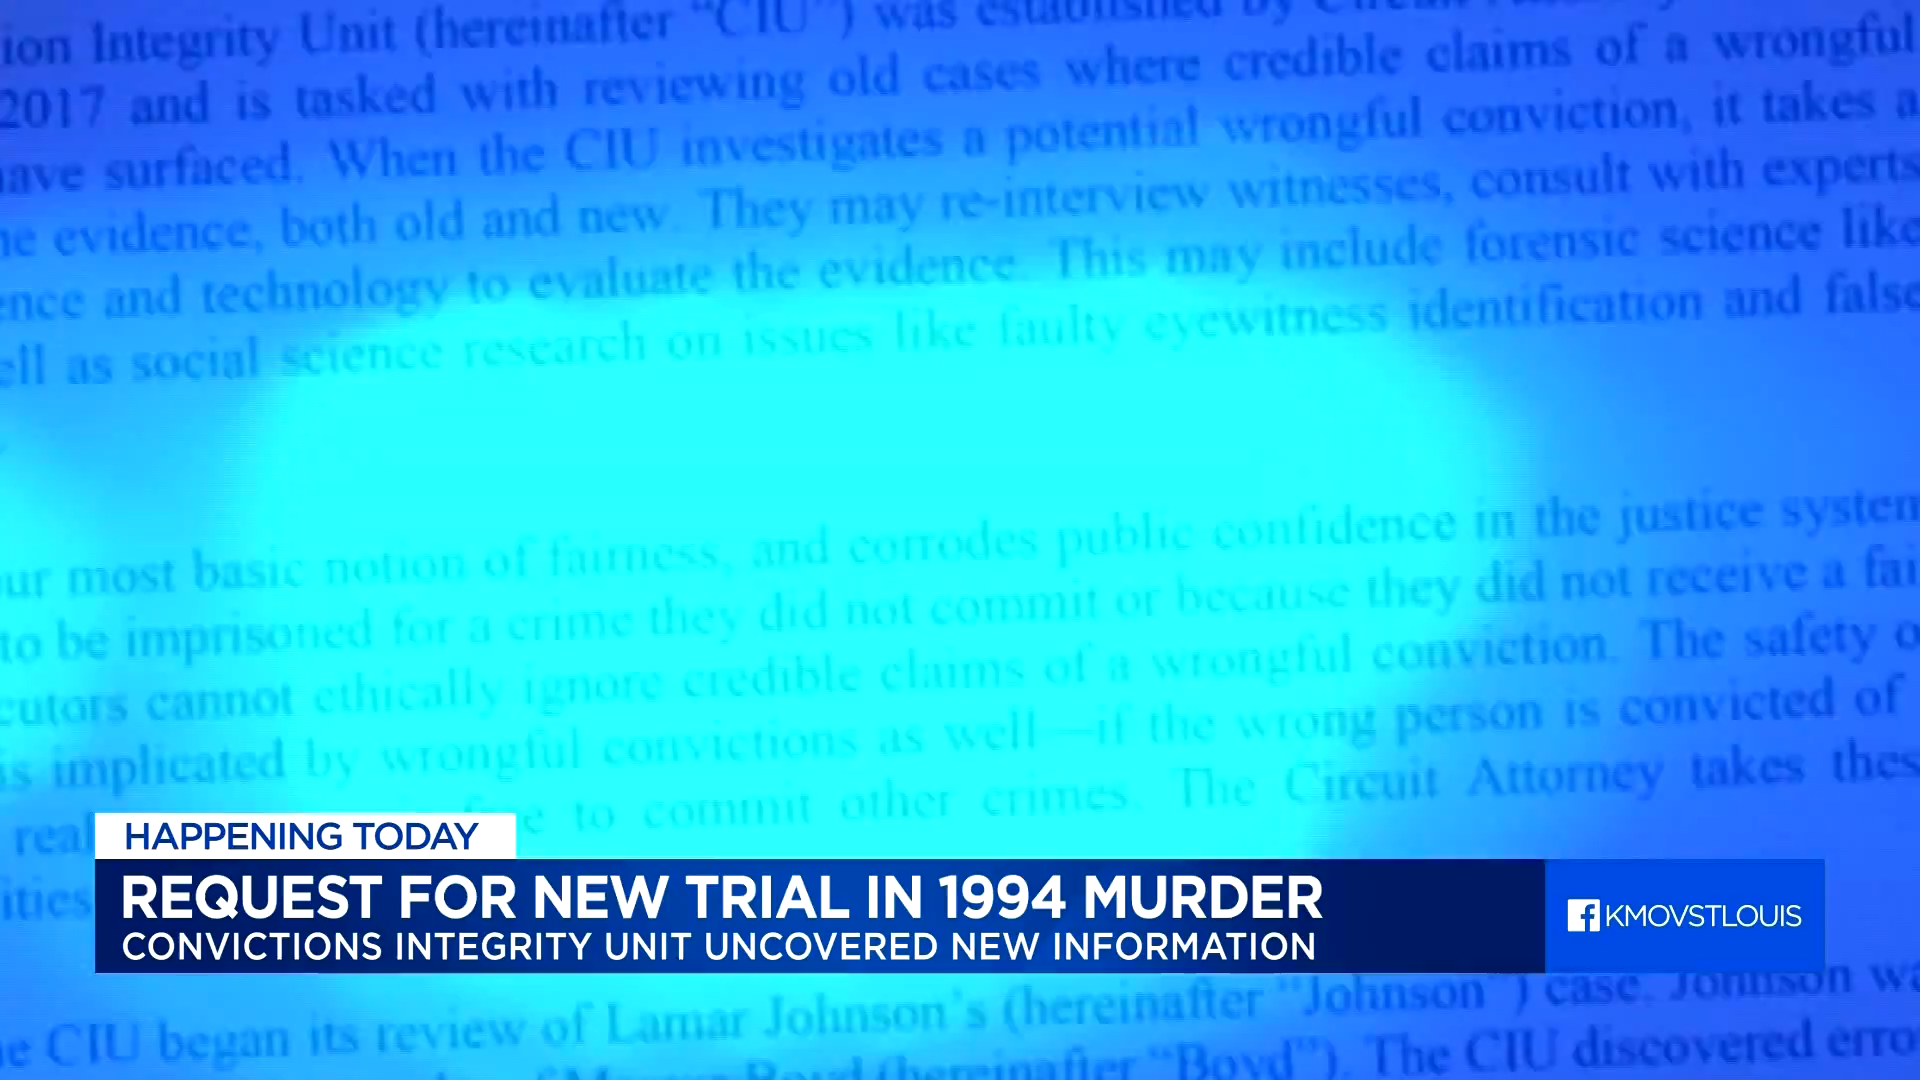 ion Integrity Unit (hereinafter "CIU") was established by Circuit
2017 and is tasked with reviewing old cases where credible claims of a wrongful
ave surfaced. When the CIU investigates a potential wrongful conviction, it takes a
he evidence, both old and new. They may re-interview witnesses, consult with experts
ence and technology to evaluate the evidence. This may include forensic science like
ell as social science research on issues like faulty eyewitness identification and false
ur most basic notion of fairness, and corrodes public confidence in the justice system
to be imprisoned for a crime they did not commit or because they did not receive a fai
cutors cannot ethically ignore credible claims of a wrongful conviction. The safety o
is implicated by wrongful convictions as well—if the wrong person is convicted of
real to commit other crimes. The Circuit Attorney takes thes
ities
HAPPENING TODAY
REQUEST FOR NEW TRIAL IN 1994 MURDER
CONVICTIONS INTEGRITY UNIT UNCOVERED NEW INFORMATION
KMOVSTLOUIS
he CIU began its review of Lamar Johnson's (hereinafter "Johnson") case. Johnson wa
Boyd (hereinafter "Boyd"). The CIU discovered erro